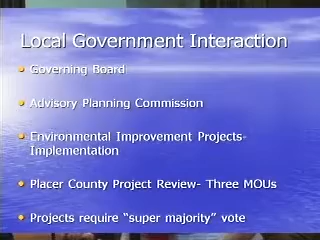 Local Government Interaction
• Governing Board
• Advisory Planning Commission
• Environmental Improvement Projects-
Implementation
• Placer County Project Review- Three MOUs
• Projects require “super majority” vote